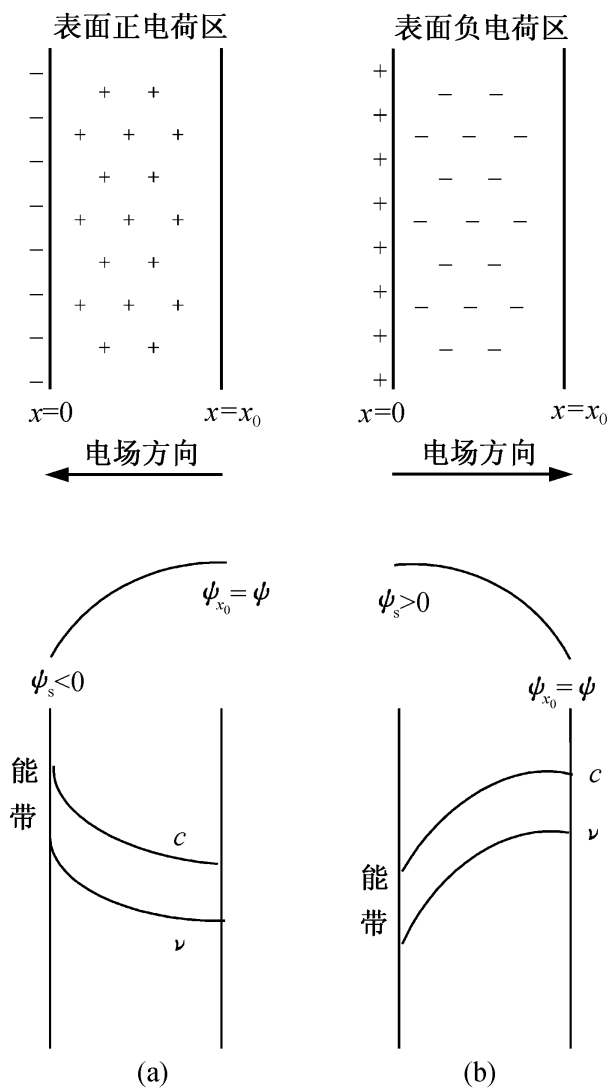 表面正电荷区 表面负电荷区
− + + + −
− + + + −
− + + + −
− + + + −
− + + + −
− + + + −
− + + + −
− +
x=0 x=x₀ x=0 x=x₀
电场方向 电场方向
ψₓ₀=ψ ψₛ>0
ψₛ<0 ψₓ₀=ψ
能带 c ν
能带 c ν
(a) (b)